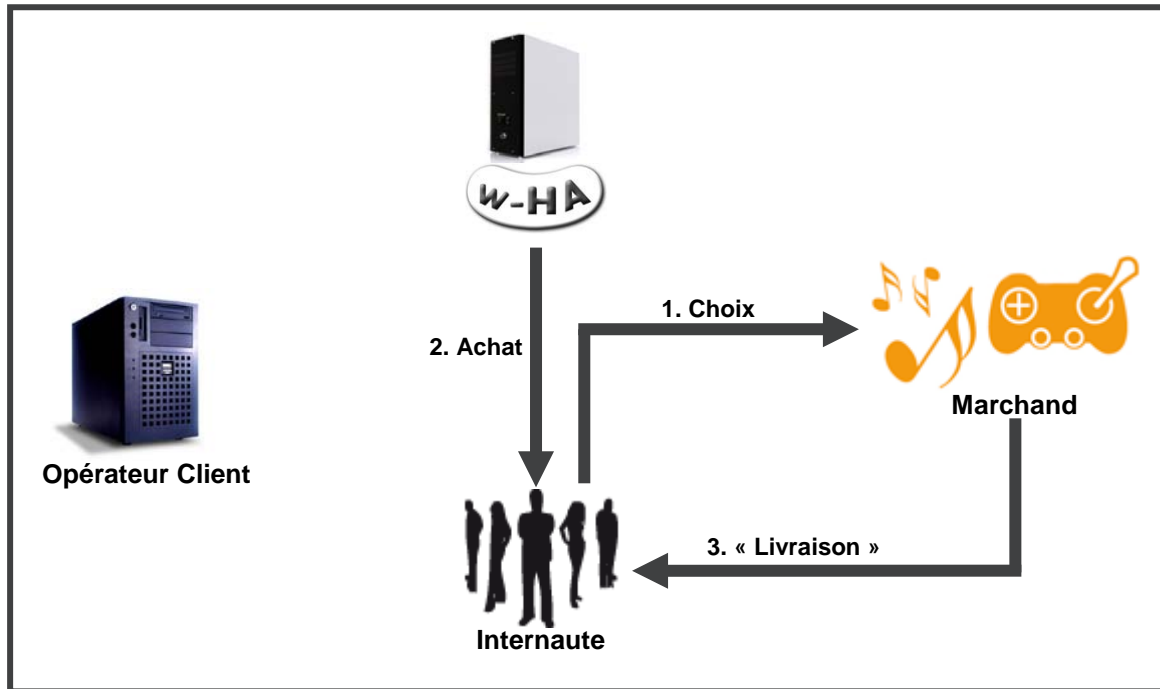 w-HA
1. Choix
2. Achat
Marchand
Opérateur Client
3. « Livraison »
Internaute